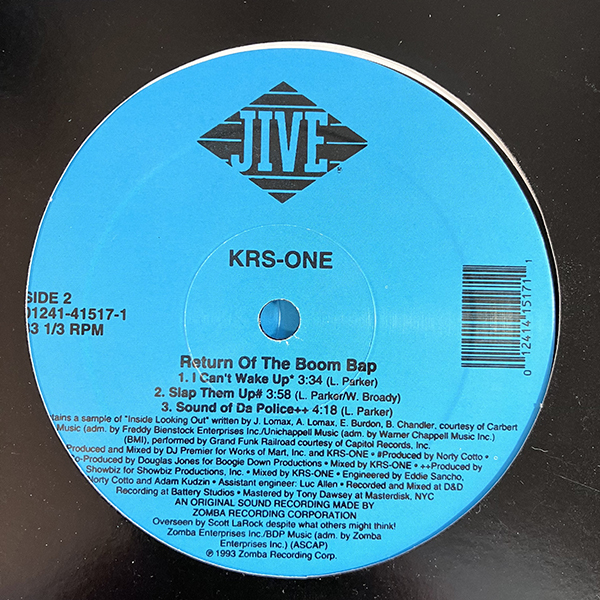 JIVE
KRS-ONE
SIDE 2
01241-41517-1
33 1/3 RPM
0 12414 15171 1
Return Of The Boom Bap
1. I Can't Wake Up* 3:34 (L. Parker)
2. Slap Them Up# 3:58 (L. Parker/W. Broady)
3. Sound of Da Police++ 4:18 (L. Parker)
tains a sample of "Inside Looking Out" written by J. Lomax, A. Lomax, E. Burdon, B. Chandler, courtesy of Carbert
Music (adm. by Freddy Bienstock Enterprises Inc./Unichappell Music (adm. by Warner Chappell Music Inc.)
(BMI), performed by Grand Funk Railroad courtesy of Capitol Records, Inc.
Produced and Mixed by DJ Premier for Works of Mart, Inc. and KRS-ONE • #Produced by Norty Cotto •
o-Produced by Douglas Jones for Boogie Down Productions • Mixed by KRS-ONE • ++Produced by
Showbiz for Showbiz Productions, Inc. • Mixed by KRS-ONE • Engineered by Eddie Sancho,
Norty Cotto and Adam Kudzin • Assistant engineer: Luc Allen • Recorded and Mixed at D&D
Recording at Battery Studios • Mastered by Tony Dawsey at Masterdisk, NYC
AN ORIGINAL SOUND RECORDING MADE BY
ZOMBA RECORDING CORPORATION
Overseen by Scott LaRock despite what others might think!
Zomba Enterprises Inc./BDP Music (adm. by Zomba
Enterprises Inc.) (ASCAP)
℗ 1993 Zomba Recording Corp.